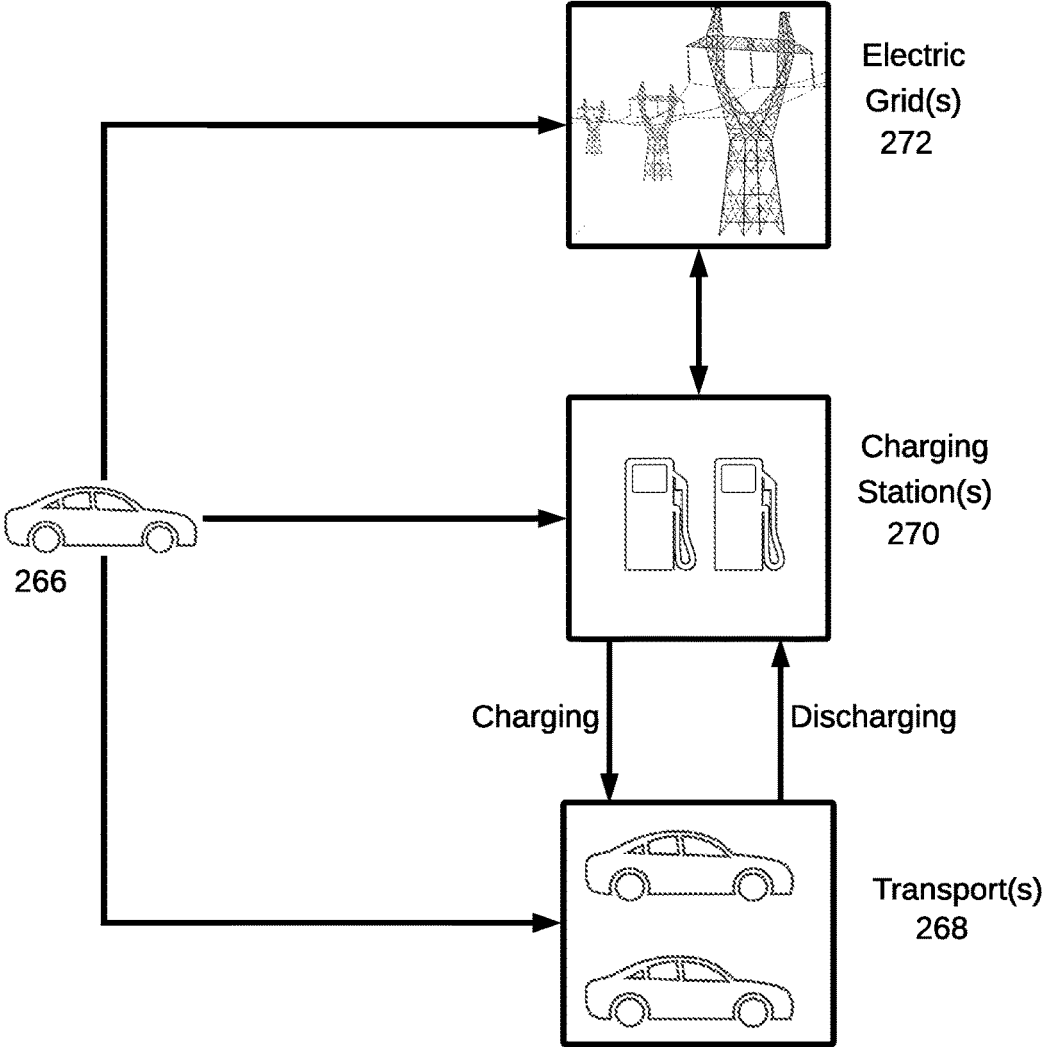 Electric
Grid(s)
272
Charging
Station(s)
270
266
Charging
Discharging
Transport(s)
268